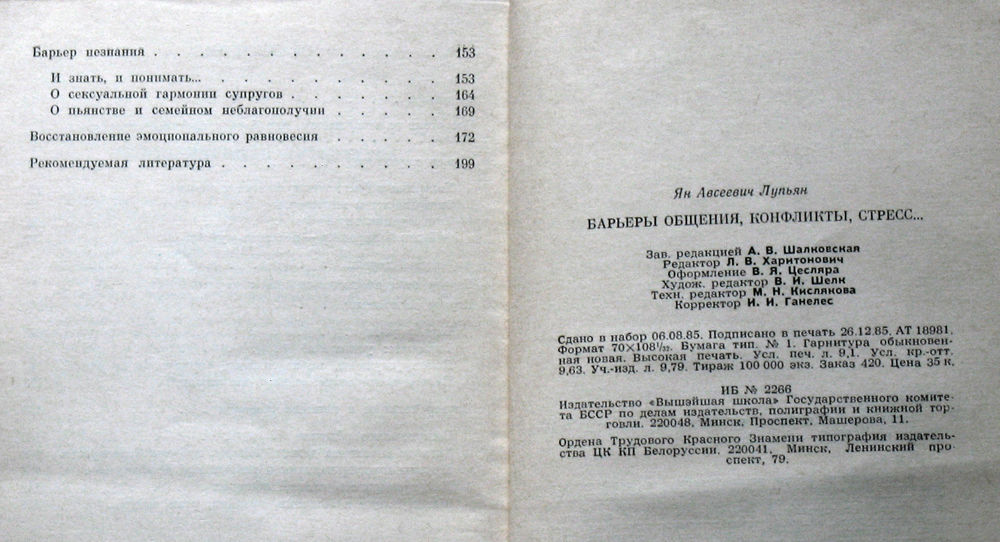 Барьер незнания . . . . . . . . . . . . . 153
И знать, и понимать... . . . . . . . . . . 153
О сексуальной гармонии супругов . . . . . . . 164
О пьянстве и семейном неблагополучии . . . . . 169
Восстановление эмоционального равновесия . . . . . 172
Рекомендуемая литература . . . . . . . . . . 199
Ян Авсеевич Лупьян
БАРЬЕРЫ ОБЩЕНИЯ, КОНФЛИКТЫ, СТРЕСС...
Зав. редакцией А. В. Шалковская
Редактор Л. В. Харитонович
Оформление В. Я. Цесляра
Худож. редактор В. И. Шелк
Техн. редактор М. Н. Кислякова
Корректор И. И. Ганелес
Сдано в набор 06.08.85. Подписано в печать 26.12.85. АТ 18981.
Формат 70×108¹/₃₂. Бумага тип. № 1. Гарнитура обыкновен-
ная новая. Высокая печать. Усл. печ. л. 9,1. Усл. кр.-отт.
9,63. Уч.-изд. л. 9,79. Тираж 100 000 экз. Заказ 420. Цена 35 к.
ИБ № 2266
Издательство «Вышэйшая школа» Государственного комите-
та БССР по делам издательств, полиграфии и книжной тор-
говли. 220048. Минск. Проспект, Машерова, 11.
Ордена Трудового Красного Знамени типография издатель-
ства ЦК КП Белоруссии. 220041. Минск, Ленинский про-
спект, 79.